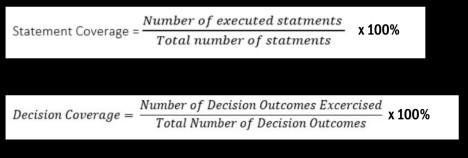 Statement Coverage = Number of executed statments / Total number of statments x 100%
Decision Coverage = Number of Decision Outcomes Excercised / Total Number of Decision Outcomes x 100%